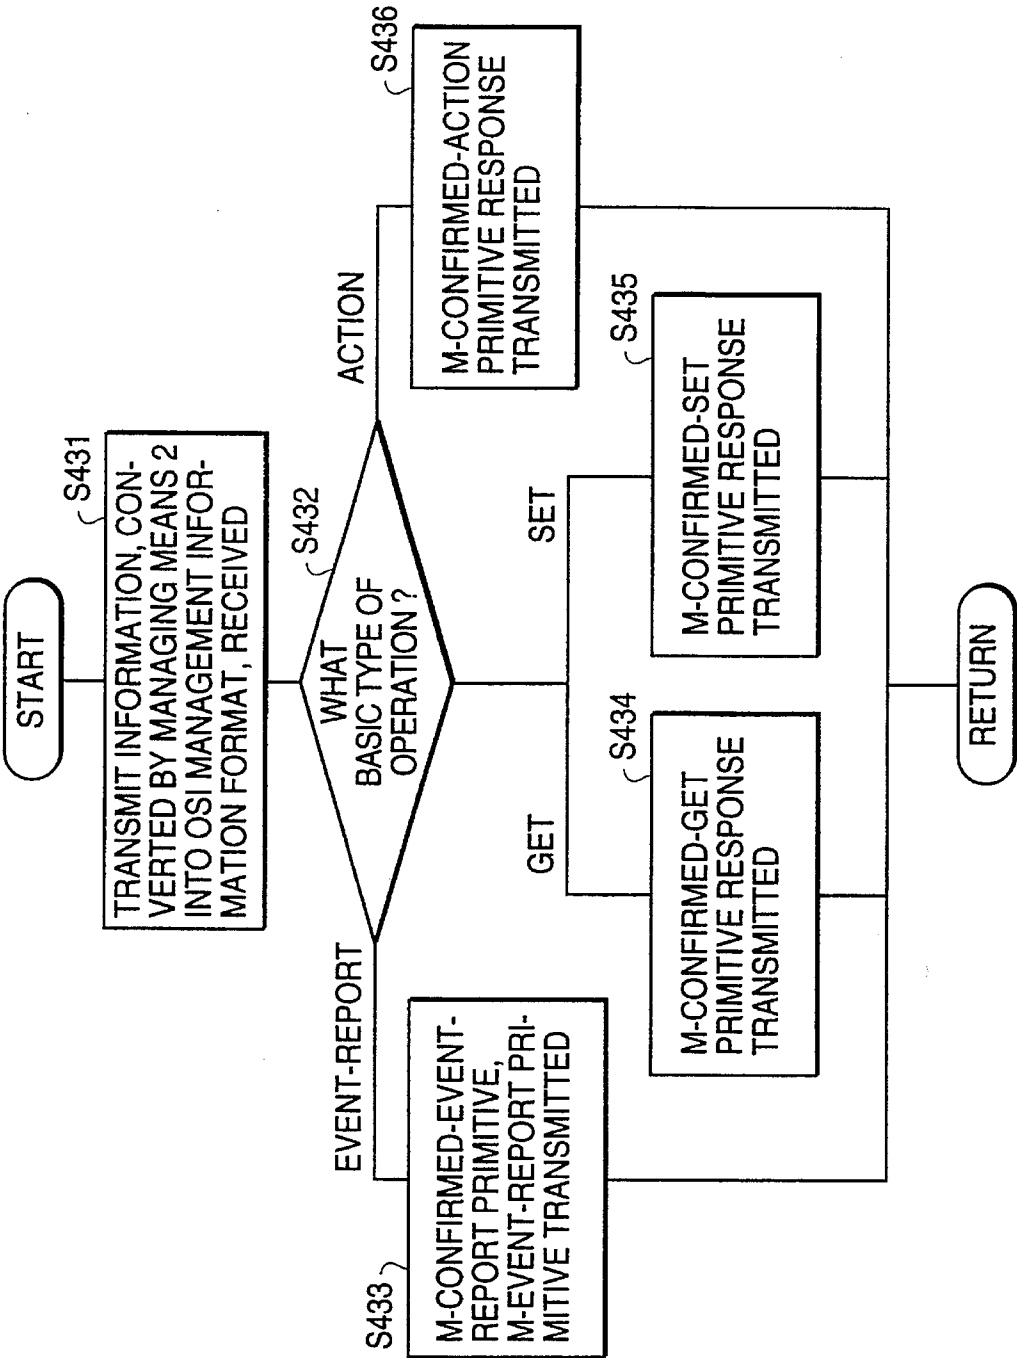 START
S431
TRANSMIT INFORMATION, CON-
VERTED BY MANAGING MEANS 2
INTO OSI MANAGEMENT INFOR-
MATION FORMAT, RECEIVED
S432
WHAT
BASIC TYPE OF
OPERATION?
EVENT-REPORT
ACTION
GET
SET
S433
M-CONFIRMED-EVENT-
REPORT PRIMITIVE,
M-EVENT-REPORT PRI-
MITIVE TRANSMITTED
S434
M-CONFIRMED-GET
PRIMITIVE RESPONSE
TRANSMITTED
S435
M-CONFIRMED-SET
PRIMITIVE RESPONSE
TRANSMITTED
S436
M-CONFIRMED-ACTION
PRIMITIVE RESPONSE
TRANSMITTED
RETURN